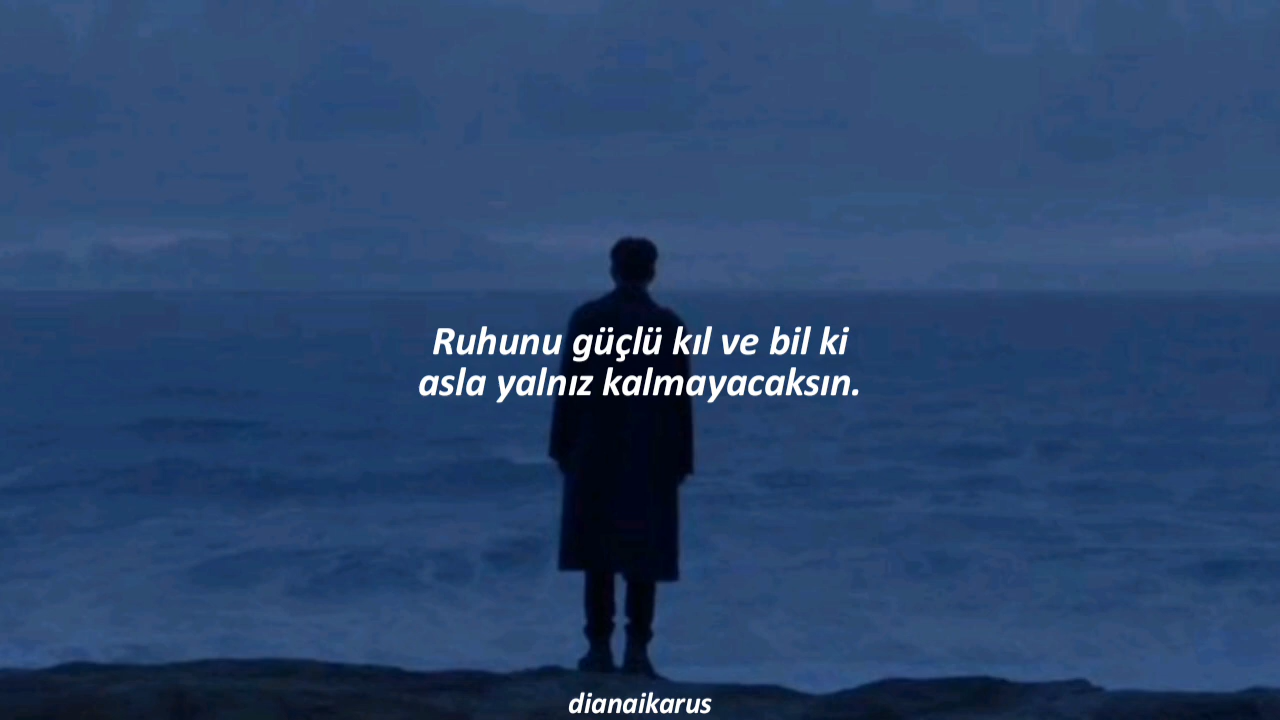 Ruhunu güçlü kıl ve bil ki
asla yalnız kalmayacaksın.
dianaikarus